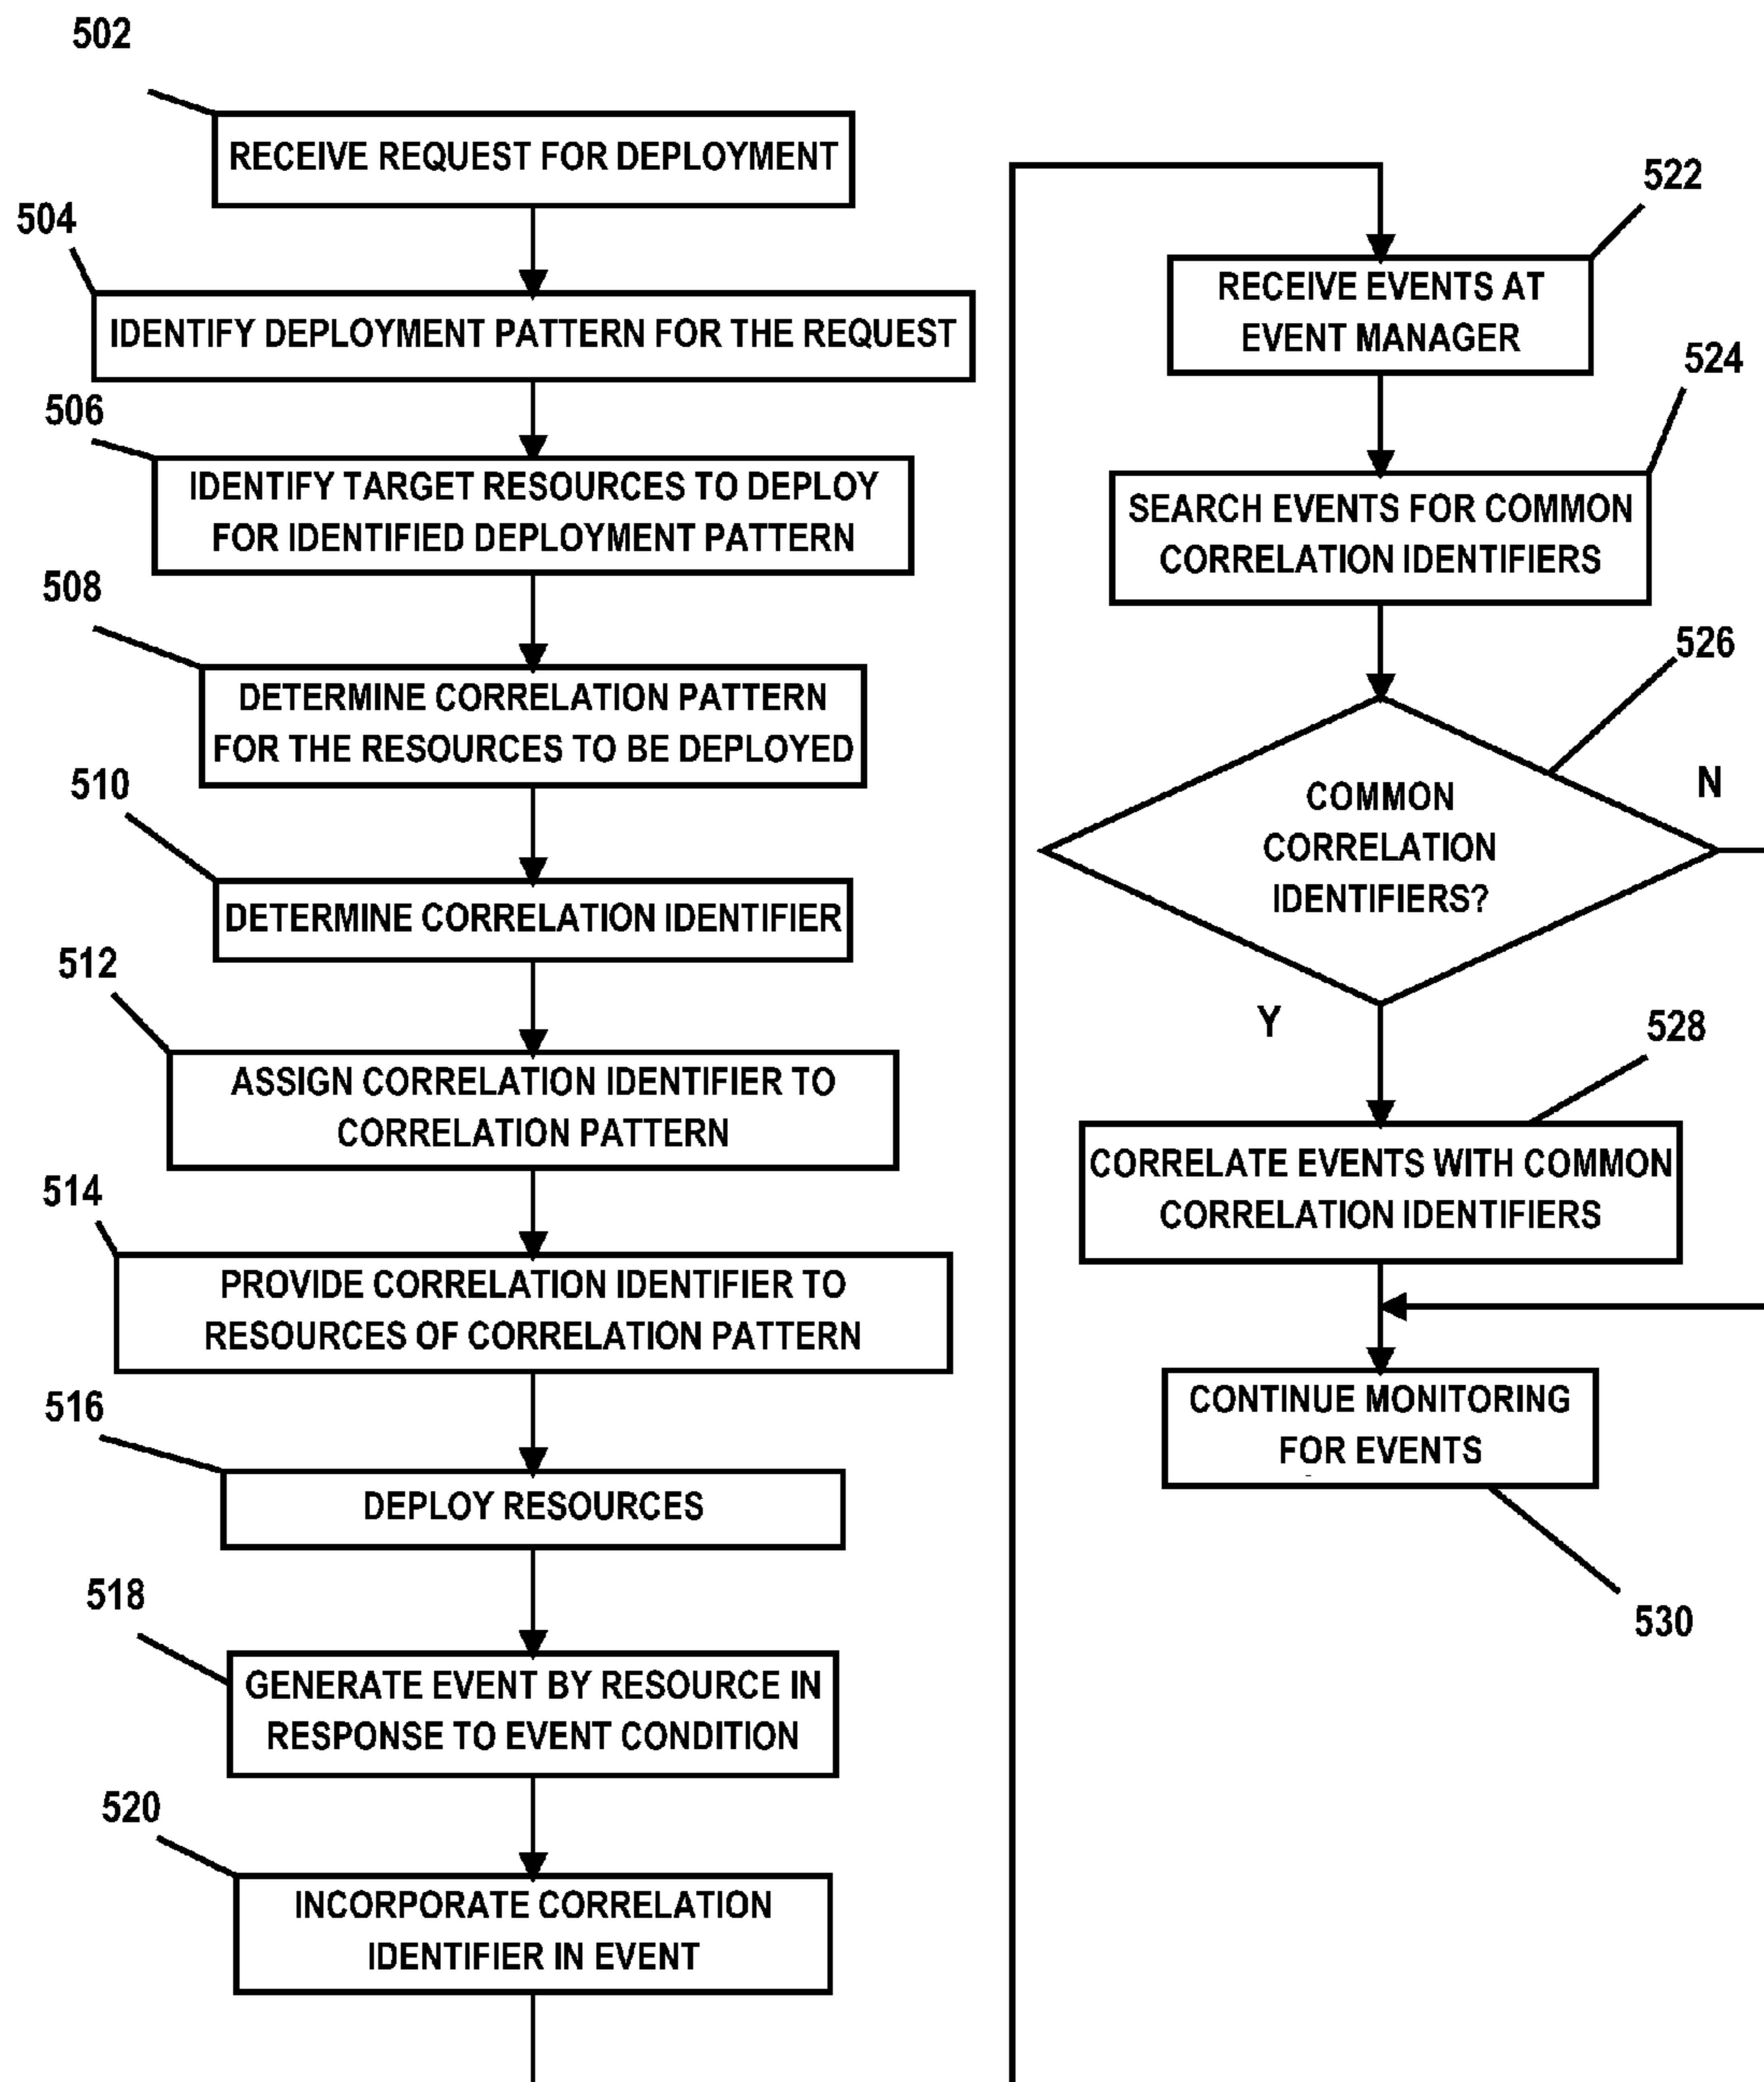 502
RECEIVE REQUEST FOR DEPLOYMENT
504
IDENTIFY DEPLOYMENT PATTERN FOR THE REQUEST
506
IDENTIFY TARGET RESOURCES TO DEPLOY
FOR IDENTIFIED DEPLOYMENT PATTERN
508
DETERMINE CORRELATION PATTERN
FOR THE RESOURCES TO BE DEPLOYED
510
DETERMINE CORRELATION IDENTIFIER
512
ASSIGN CORRELATION IDENTIFIER TO
CORRELATION PATTERN
514
PROVIDE CORRELATION IDENTIFIER TO
RESOURCES OF CORRELATION PATTERN
516
DEPLOY RESOURCES
518
GENERATE EVENT BY RESOURCE IN
RESPONSE TO EVENT CONDITION
520
INCORPORATE CORRELATION
IDENTIFIER IN EVENT
522
RECEIVE EVENTS AT
EVENT MANAGER
524
SEARCH EVENTS FOR COMMON
CORRELATION IDENTIFIERS
526
COMMON
CORRELATION
IDENTIFIERS?
N
Y
528
CORRELATE EVENTS WITH COMMON
CORRELATION IDENTIFIERS
CONTINUE MONITORING
FOR EVENTS
530